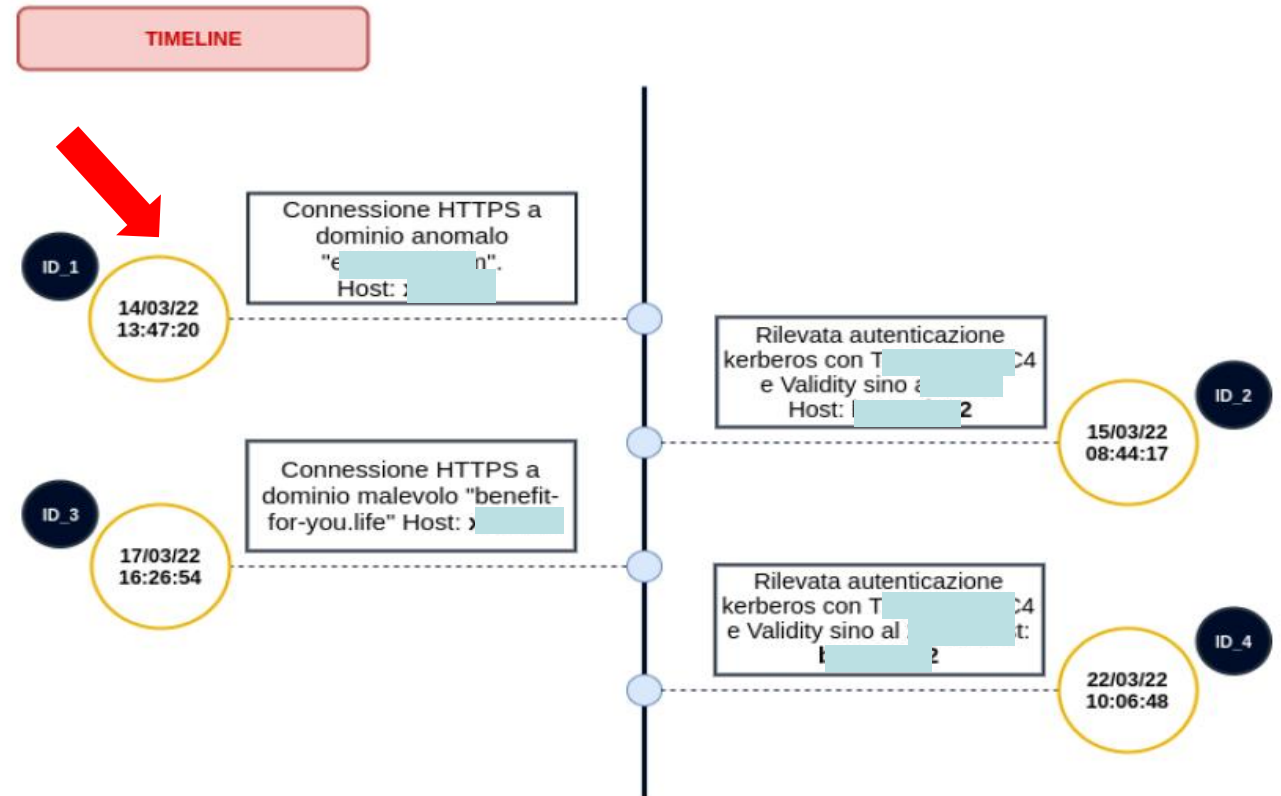 TIMELINE
ID_1
14/03/22
13:47:20
Connessione HTTPS a
dominio anomalo
"e n".
Host:
Rilevata autenticazione
kerberos con T C4
e Validity sino a
Host: 2
ID_2
15/03/22
08:44:17
ID_3
17/03/22
16:26:54
Connessione HTTPS a
dominio malevolo "benefit-
for-you.life" Host: x
Rilevata autenticazione
kerberos con T C4
e Validity sino al t:
b 2
ID_4
22/03/22
10:06:48